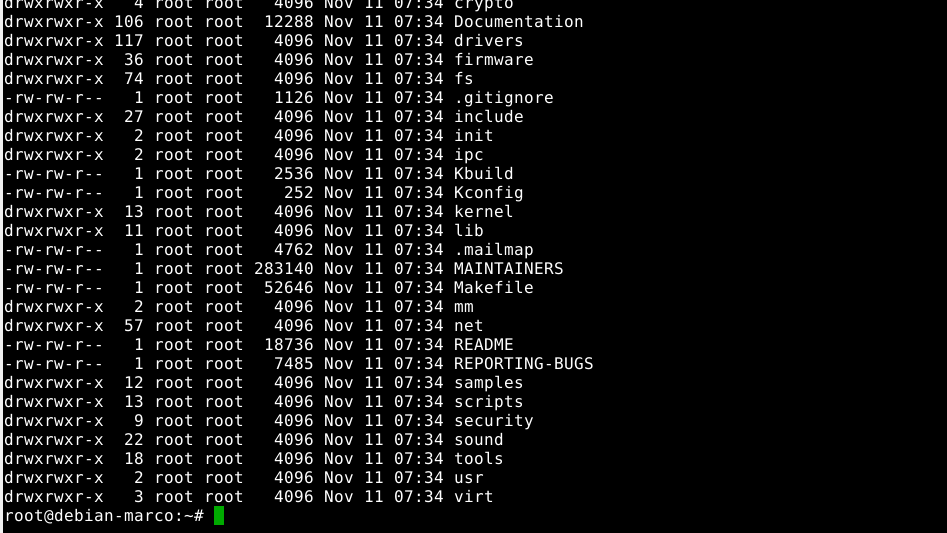 drwxrwxr-x   4 root root   4096 Nov 11 07:34 crypto
drwxrwxr-x 106 root root  12288 Nov 11 07:34 Documentation
drwxrwxr-x 117 root root   4096 Nov 11 07:34 drivers
drwxrwxr-x  36 root root   4096 Nov 11 07:34 firmware
drwxrwxr-x  74 root root   4096 Nov 11 07:34 fs
-rw-rw-r--   1 root root   1126 Nov 11 07:34 .gitignore
drwxrwxr-x  27 root root   4096 Nov 11 07:34 include
drwxrwxr-x   2 root root   4096 Nov 11 07:34 init
drwxrwxr-x   2 root root   4096 Nov 11 07:34 ipc
-rw-rw-r--   1 root root   2536 Nov 11 07:34 Kbuild
-rw-rw-r--   1 root root    252 Nov 11 07:34 Kconfig
drwxrwxr-x  13 root root   4096 Nov 11 07:34 kernel
drwxrwxr-x  11 root root   4096 Nov 11 07:34 lib
-rw-rw-r--   1 root root   4762 Nov 11 07:34 .mailmap
-rw-rw-r--   1 root root 283140 Nov 11 07:34 MAINTAINERS
-rw-rw-r--   1 root root  52646 Nov 11 07:34 Makefile
drwxrwxr-x   2 root root   4096 Nov 11 07:34 mm
drwxrwxr-x  57 root root   4096 Nov 11 07:34 net
-rw-rw-r--   1 root root  18736 Nov 11 07:34 README
-rw-rw-r--   1 root root   7485 Nov 11 07:34 REPORTING-BUGS
drwxrwxr-x  12 root root   4096 Nov 11 07:34 samples
drwxrwxr-x  13 root root   4096 Nov 11 07:34 scripts
drwxrwxr-x   9 root root   4096 Nov 11 07:34 security
drwxrwxr-x  22 root root   4096 Nov 11 07:34 sound
drwxrwxr-x  18 root root   4096 Nov 11 07:34 tools
drwxrwxr-x   2 root root   4096 Nov 11 07:34 usr
drwxrwxr-x   3 root root   4096 Nov 11 07:34 virt
root@debian-marco:~#